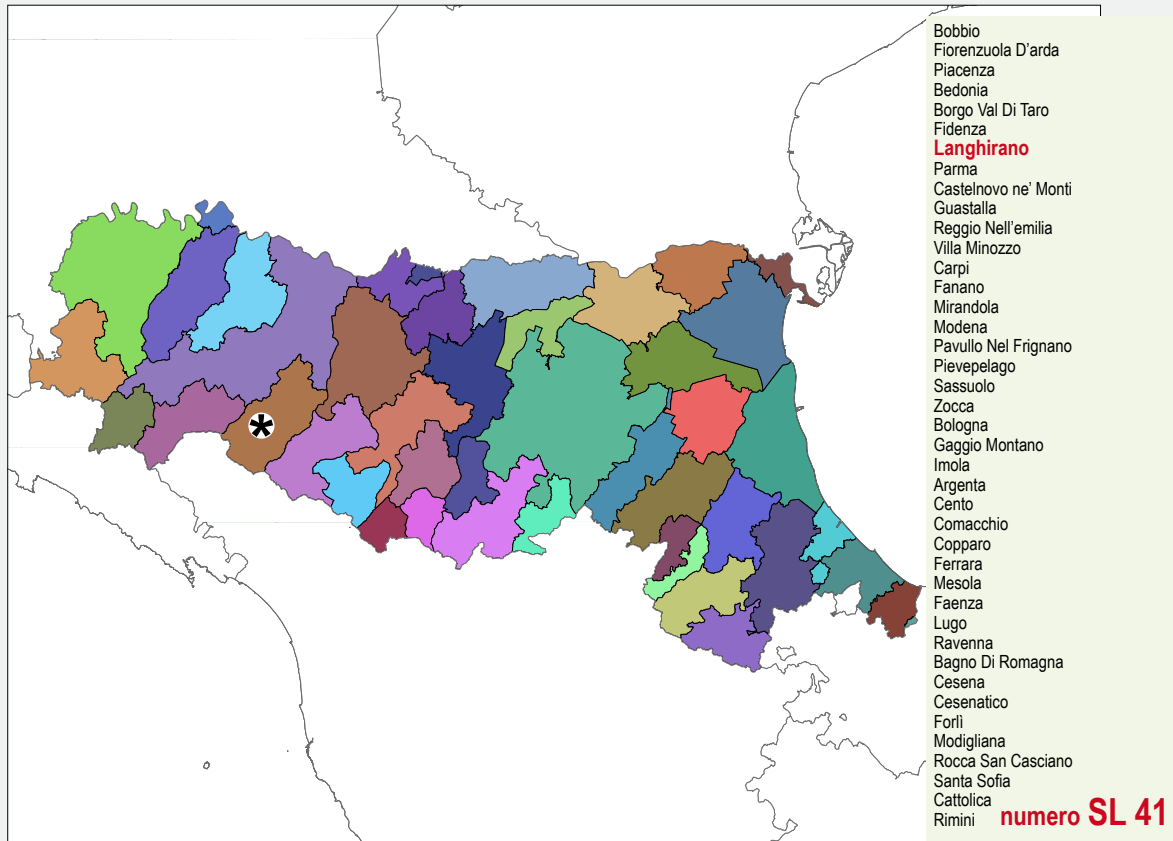 Bobbio
Fiorenzuola D'arda
Piacenza
Bedonia
Borgo Val Di Taro
Fidenza
Langhirano
Parma
Castelnovo ne' Monti
Guastalla
Reggio Nell'emilia
Villa Minozzo
Carpi
Fanano
Mirandola
Modena
Pavullo Nel Frignano
Pievepelago
Sassuolo
Zocca
Bologna
Gaggio Montano
Imola
Argenta
Cento
Comacchio
Copparo
Ferrara
Mesola
Faenza
Lugo
Ravenna
Bagno Di Romagna
Cesena
Cesenatico
Forlì
Modigliana
Rocca San Casciano
Santa Sofia
Cattolica
Rimini
numero SL 41
*